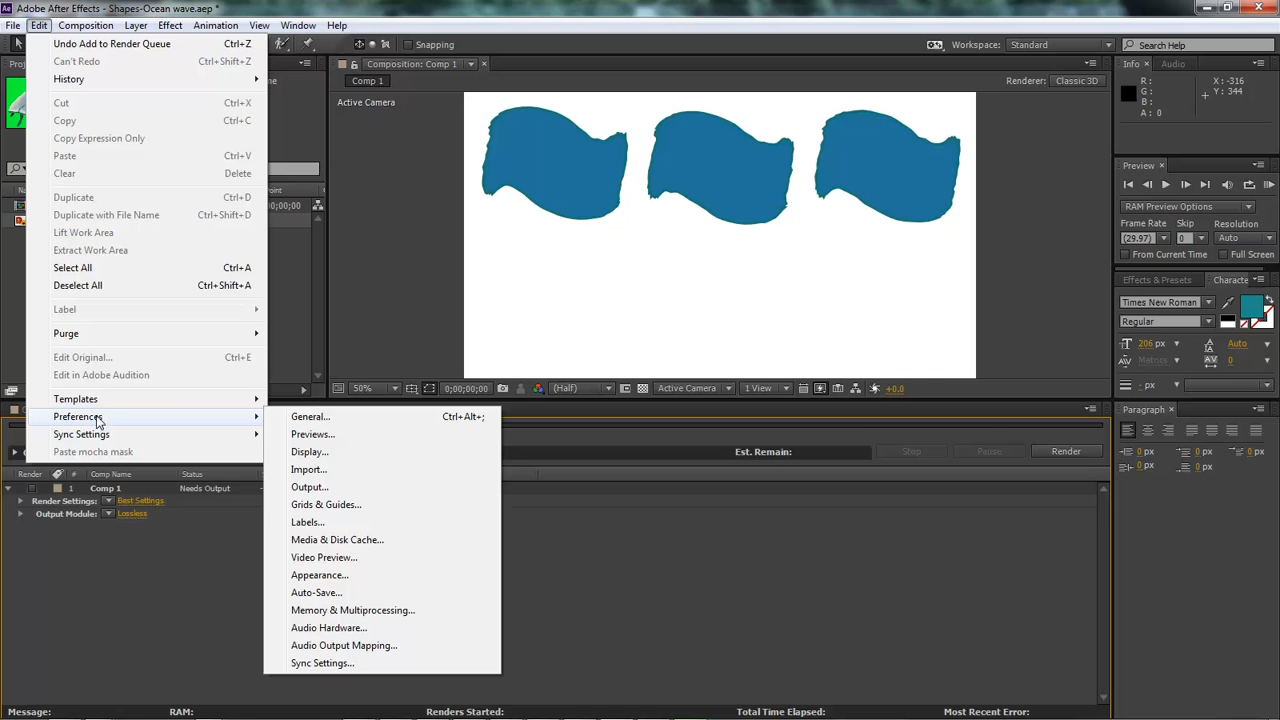 Adobe After Effects - Shapes-Ocean wave.aep *
File Edit Composition Layer Effect Animation View Window Help
Snapping
Workspace: Standard
Search Help
Undo Add to Render Queue Ctrl+Z
Can't Redo Ctrl+Shift+Z
History
Cut Ctrl+X
Copy Ctrl+C
Copy Expression Only
Paste Ctrl+V
Clear Delete
Duplicate Ctrl+D
Duplicate with File Name Ctrl+Shift+D
Lift Work Area
Extract Work Area
Select All Ctrl+A
Deselect All Ctrl+Shift+A
Label
Purge
Edit Original... Ctrl+E
Edit in Adobe Audition
Templates
Preferences
Sync Settings
Paste mocha mask
General... Ctrl+Alt+;
Previews...
Display...
Import...
Output...
Grids & Guides...
Labels...
Media & Disk Cache...
Video Preview...
Appearance...
Auto-Save...
Memory & Multiprocessing...
Audio Hardware...
Audio Output Mapping...
Sync Settings...
Composition: Comp 1
Comp 1
Renderer: Classic 3D
Active Camera
50% 0;00;00;00 (Half) Active Camera 1 View +0.0
Info Audio
R: X : -316
G: Y : 344
B:
A: 0
Preview
RAM Preview Options
Frame Rate Skip Resolution
(29.97) 0 Auto
From Current Time Full Screen
Effects & Presets
Times New Roman
Regular
206 px Auto
Metrics 0
- px
Paragraph
0 px 0 px 0 px
0 px 0 px
Est. Remain: Stop Pause Render
Render # Comp Name Status
1 Comp 1 Needs Output
Render Settings: Best Settings
Output Module: Lossless
Message: RAM: Renders Started: Total Time Elapsed: Most Recent Error: